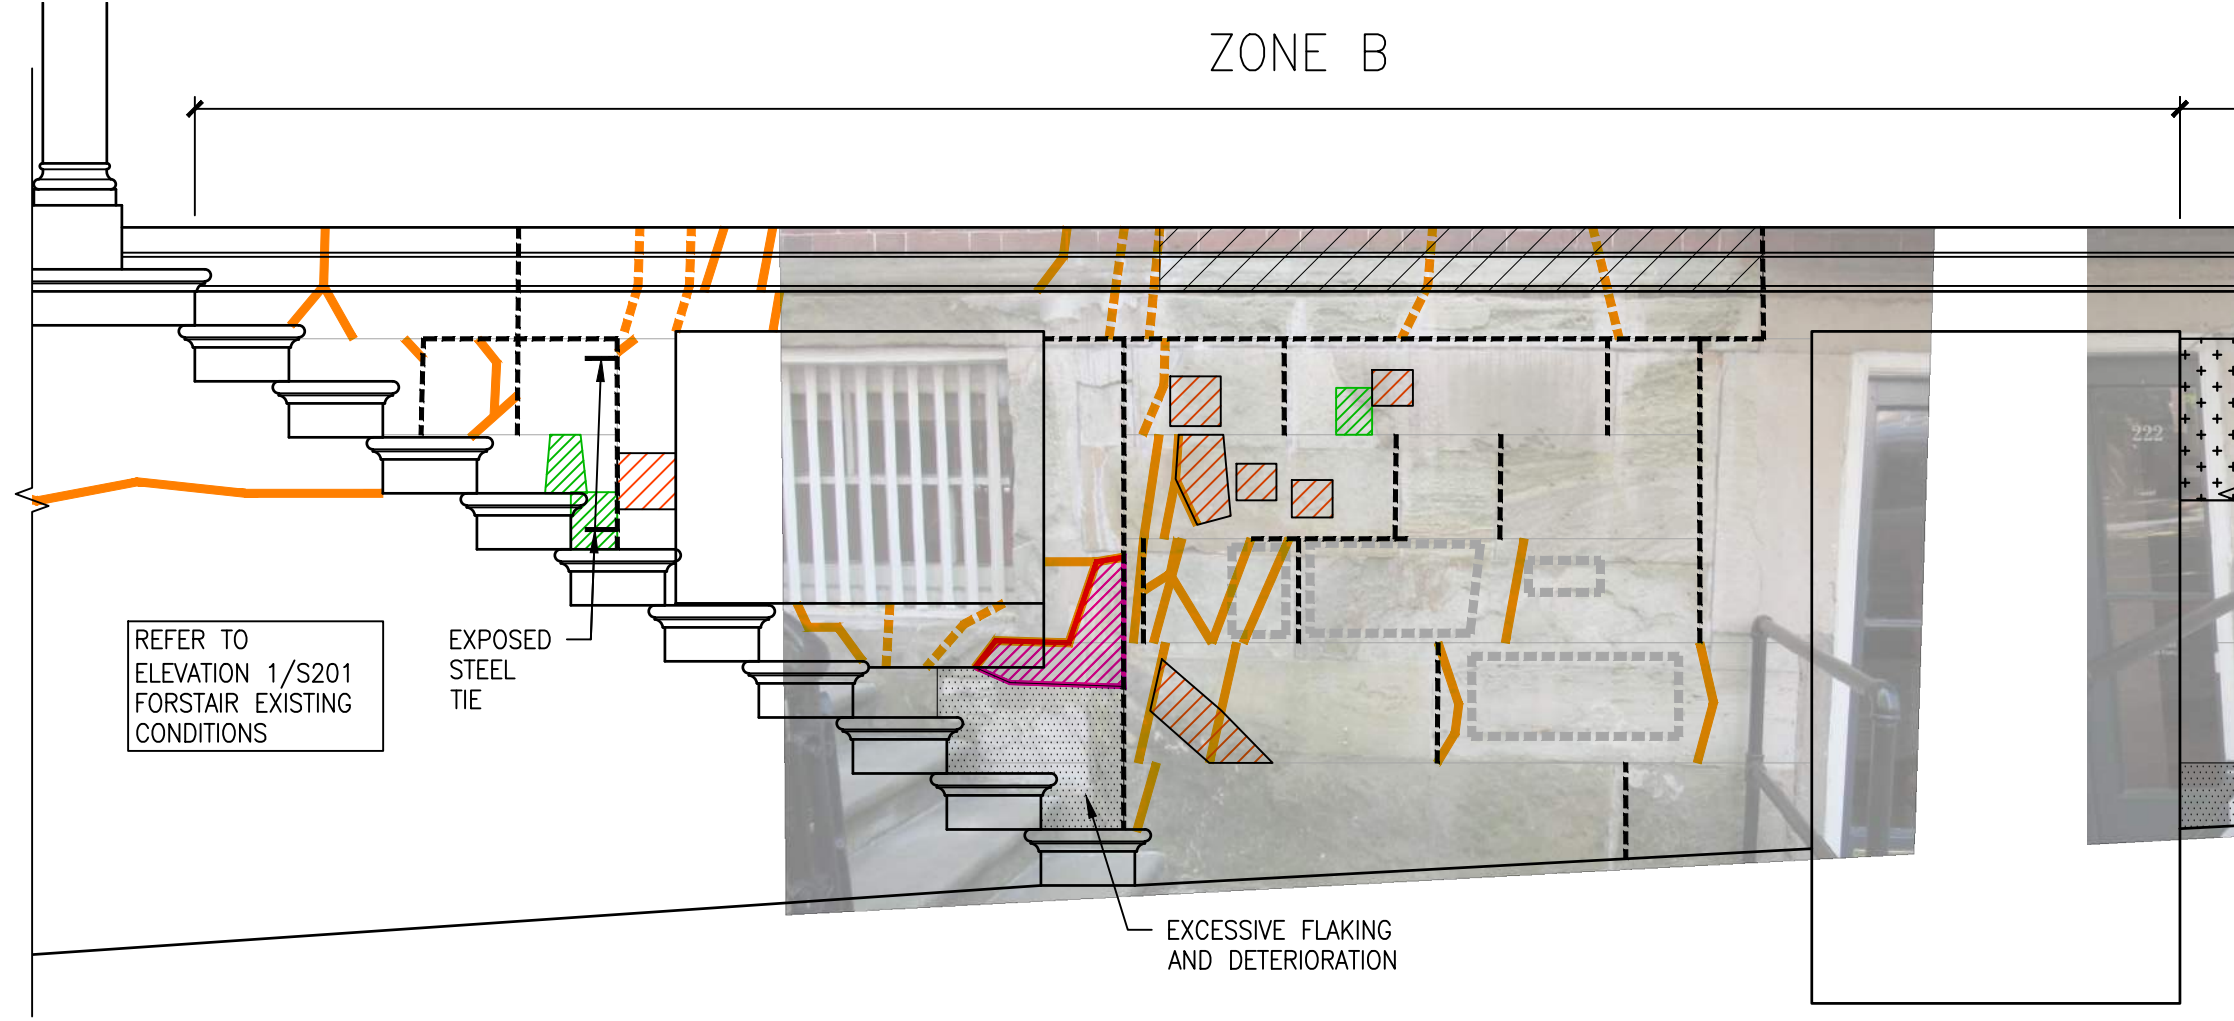 ZONE B
222
REFER TO
ELEVATION 1/S201
FORSTAIR EXISTING
CONDITIONS
EXPOSED
STEEL
TIE
EXCESSIVE FLAKING
AND DETERIORATION